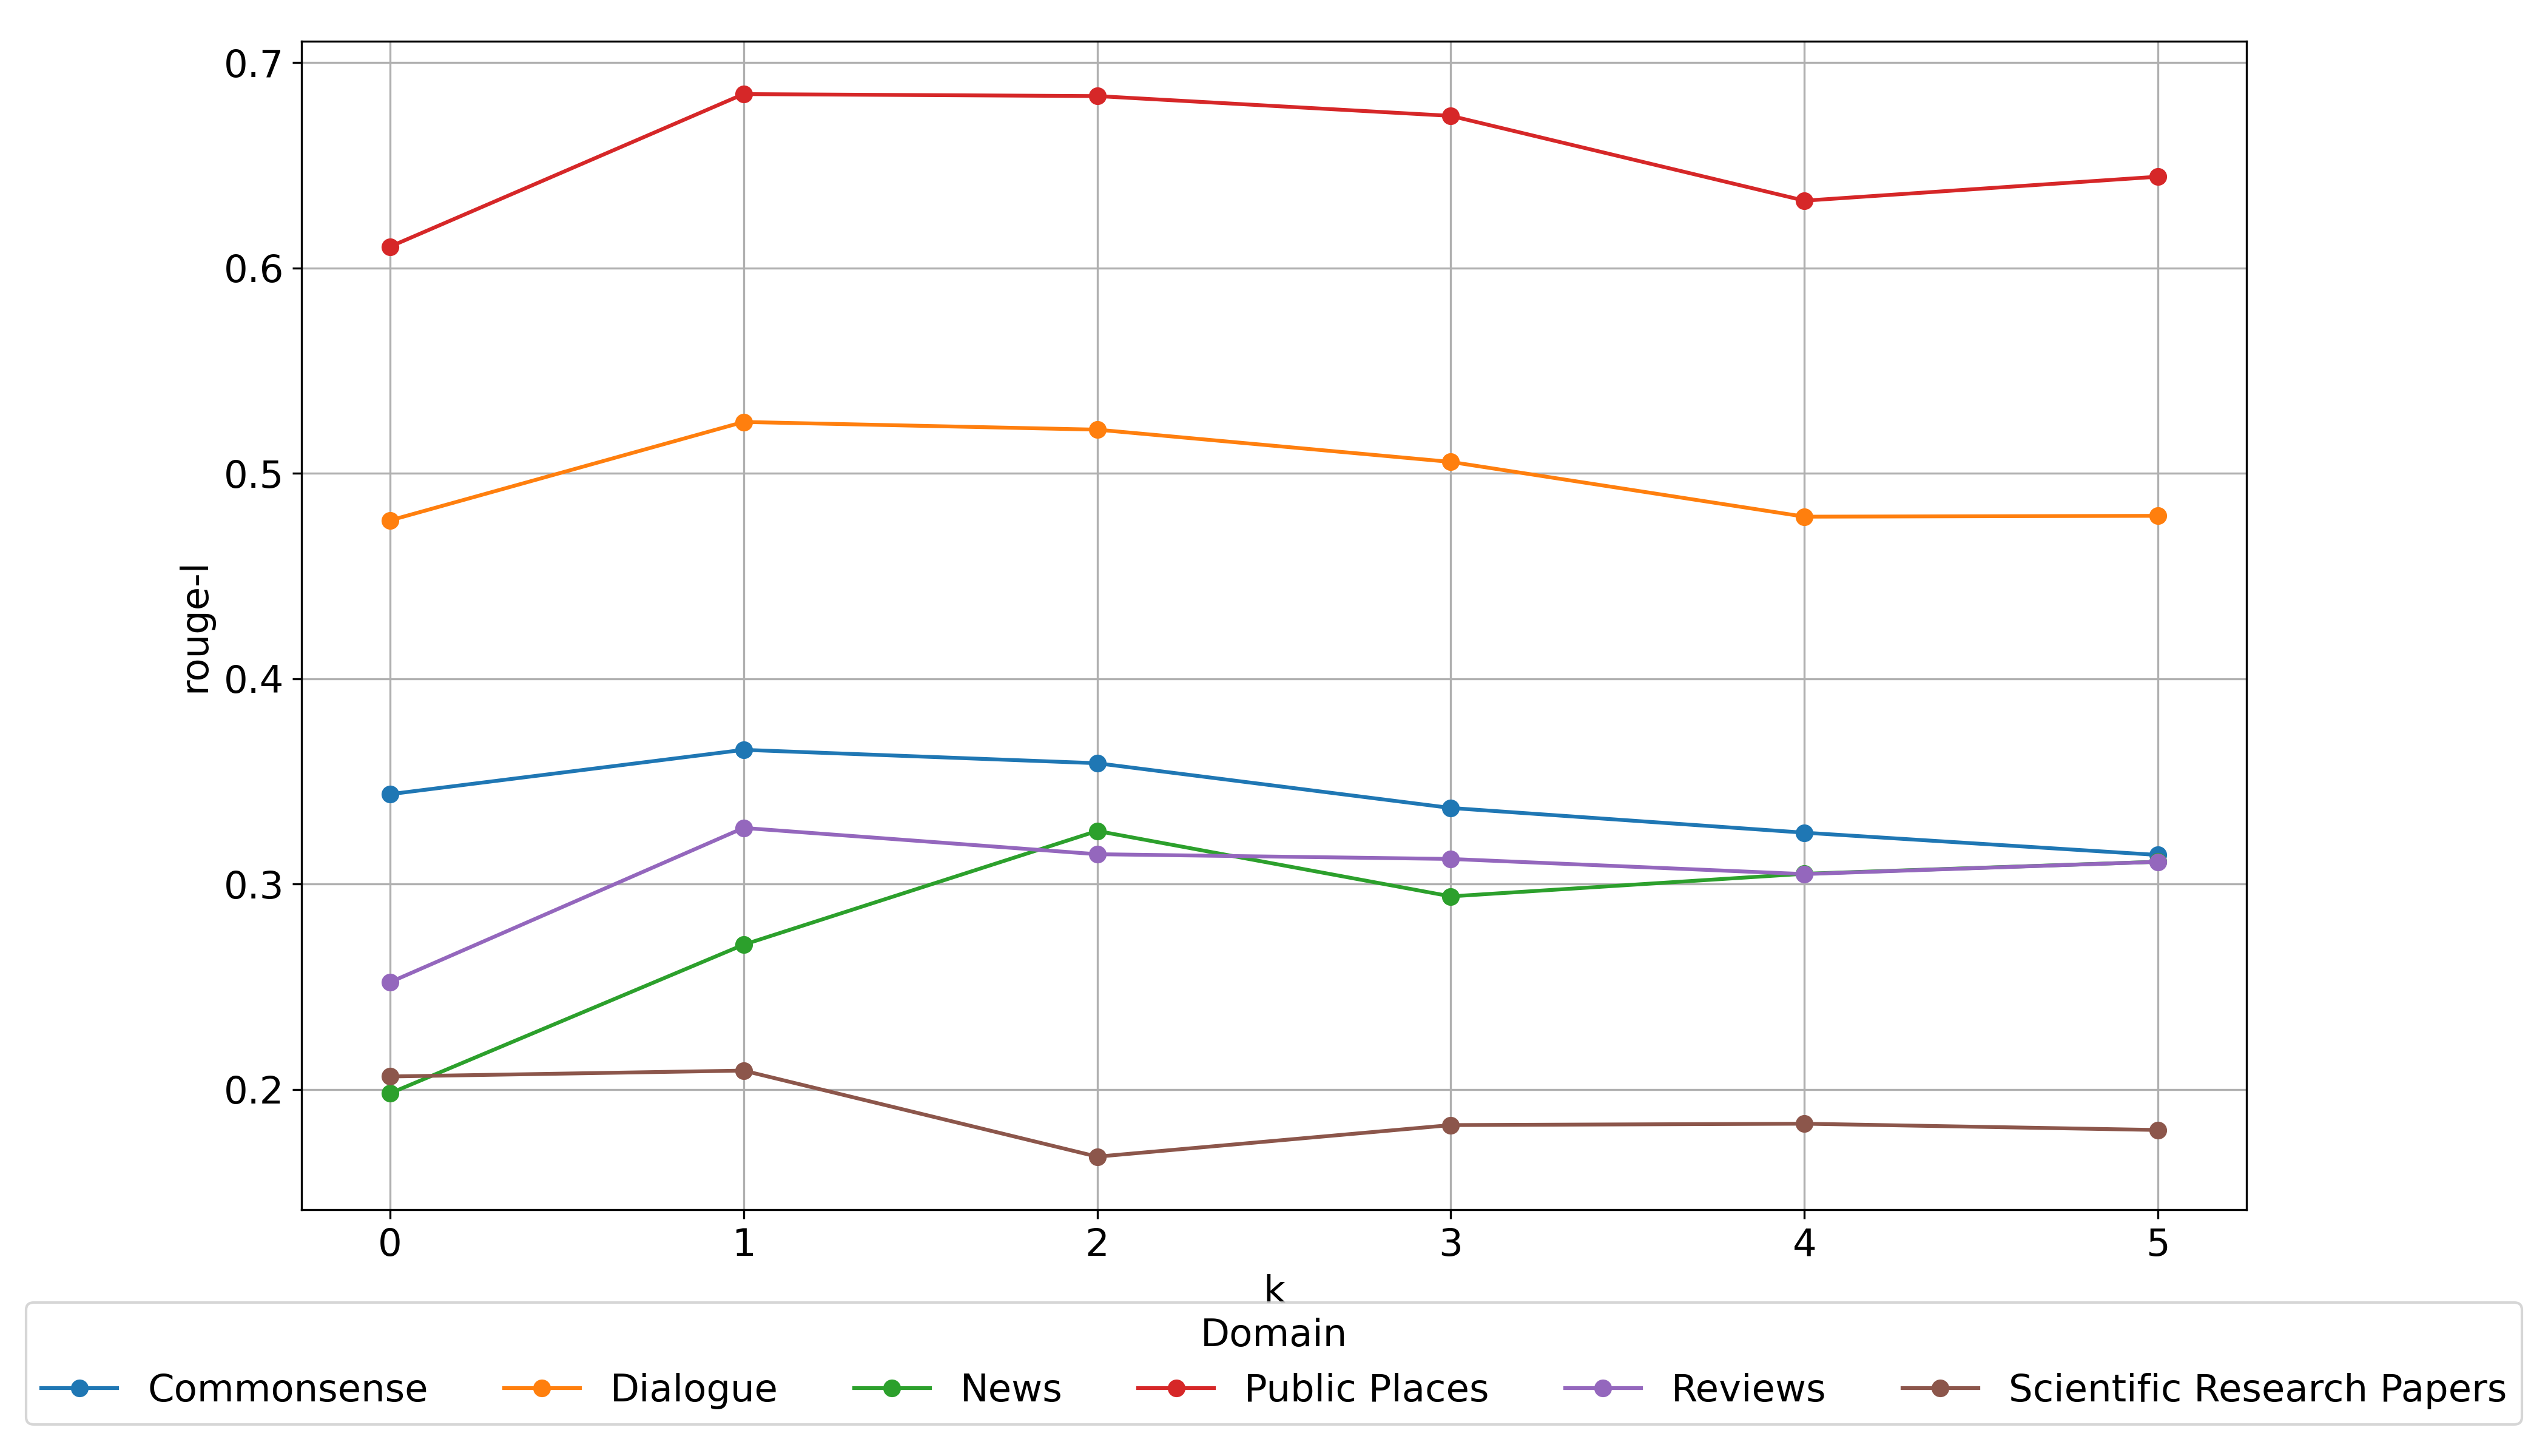 0.7
0.6
0.5
0.4
0.3
0.2
rouge-l
0 1 2 3 4 5
k
Domain
Commonsense Dialogue News Public Places Reviews Scientific Research Papers